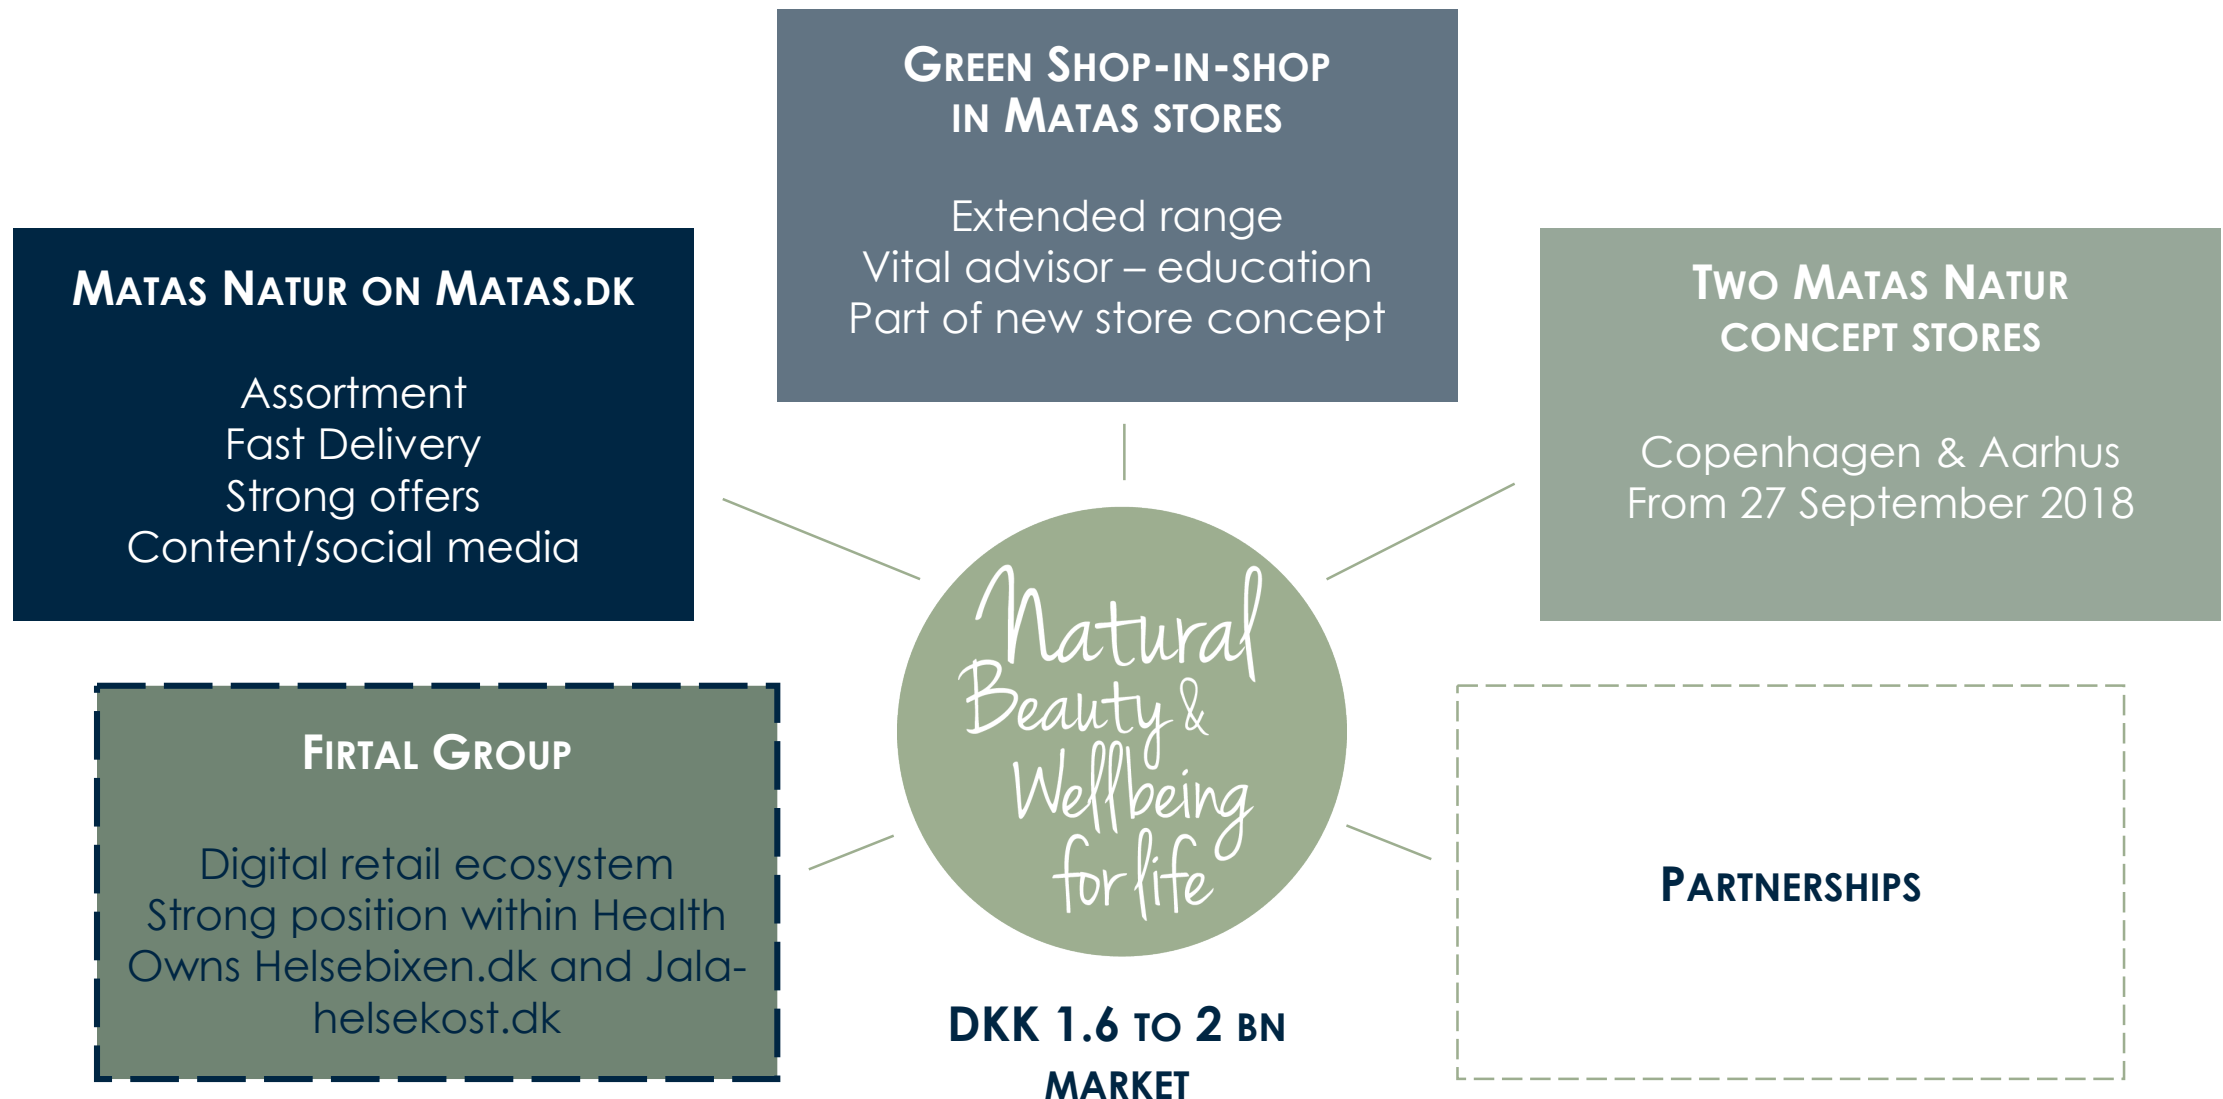 GREEN SHOP-IN-SHOP
IN MATAS STORES
Extended range
Vital advisor – education
Part of new store concept
MATAS NATUR ON MATAS.DK
Assortment
Fast Delivery
Strong offers
Content/social media
TWO MATAS NATUR
CONCEPT STORES
Copenhagen & Aarhus
From 27 September 2018
Natural
Beauty &
Wellbeing
for life
FIRTAL GROUP
Digital retail ecosystem
Strong position within Health
Owns Helsebixen.dk and Jala-
helsekost.dk
PARTNERSHIPS
DKK 1.6 TO 2 BN
MARKET